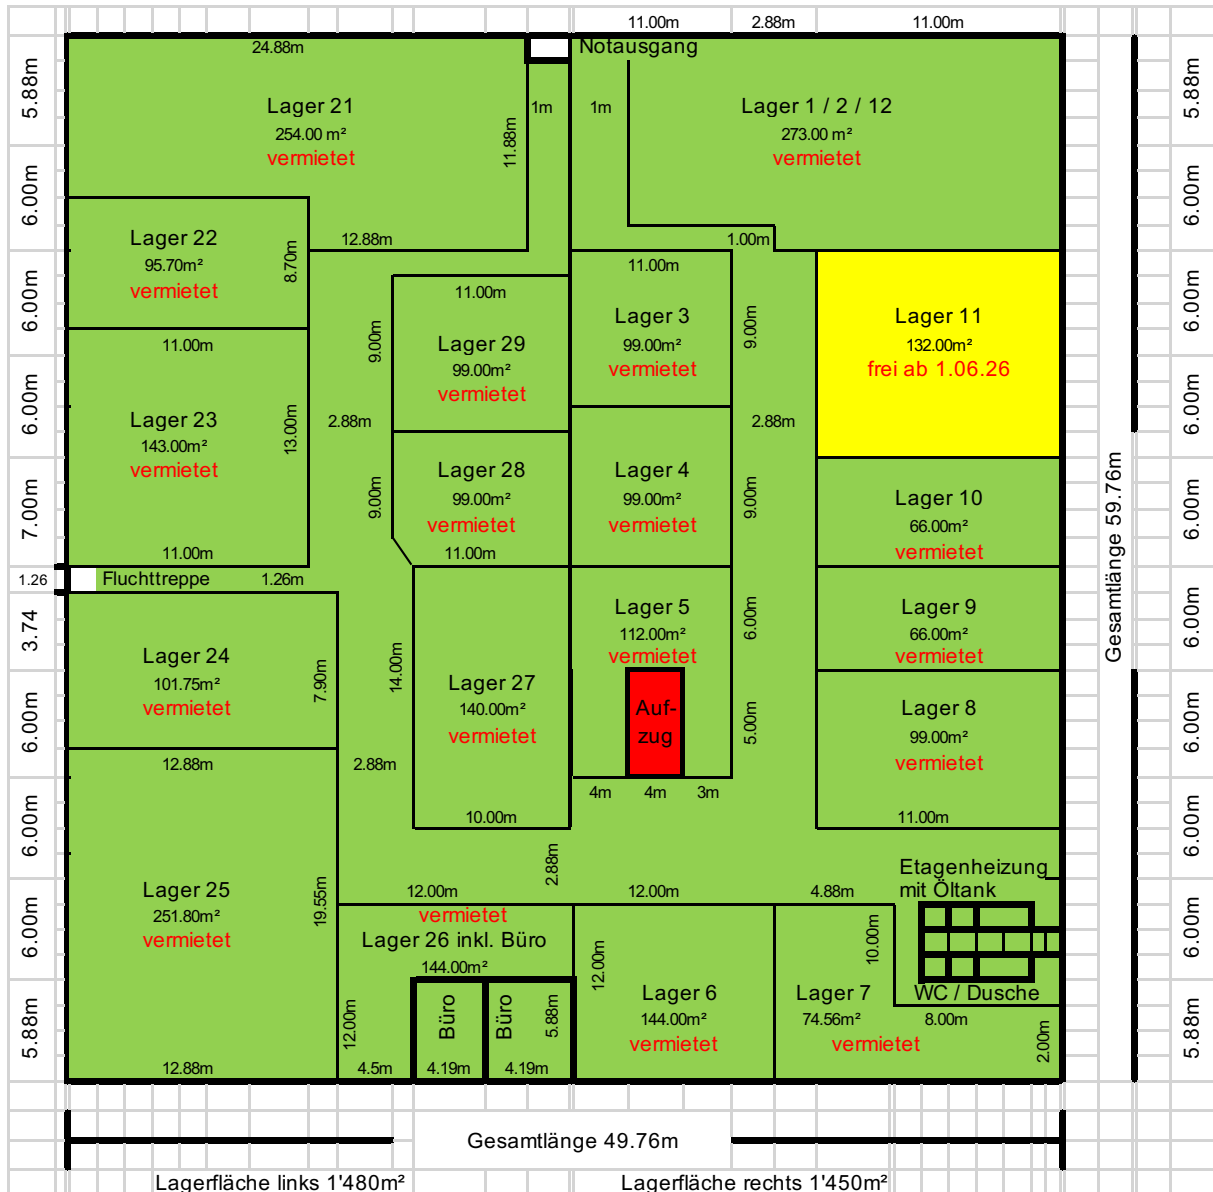 11.00m 2.88m 11.00m
24.88m
Notausgang
5.88m
Lager 21
254.00 m²
vermietet
11.88m
1m
1m
Lager 1 / 2 / 12
273.00 m²
vermietet
5.88m
6.00m
Lager 22
95.70m²
vermietet
8.70m
12.88m
1.00m
6.00m
6.00m
11.00m
11.00m
Lager 29
99.00m²
vermietet
9.00m
11.00m
Lager 3
99.00m²
vermietet
9.00m
Lager 11
132.00m²
frei ab 1.06.26
6.00m
6.00m
Lager 23
143.00m²
vermietet
13.00m
2.88m
2.88m
6.00m
7.00m
11.00m
Lager 28
99.00m²
vermietet
9.00m
11.00m
Lager 4
99.00m²
vermietet
9.00m
Lager 10
66.00m²
vermietet
6.00m
Gesamtlänge 59.76m
1.26
Fluchttreppe
1.26m
3.74
Lager 24
101.75m²
vermietet
7.90m
14.00m
Lager 27
140.00m²
vermietet
Lager 5
112.00m²
vermietet
6.00m
Lager 9
66.00m²
vermietet
6.00m
6.00m
12.88m
2.88m
Auf-
zug
5.00m
4m 4m 3m
Lager 8
99.00m²
vermietet
6.00m
6.00m
10.00m
11.00m
2.88m
6.00m
Etagenheizung
mit Öltank
6.00m
Lager 25
251.80m²
vermietet
19.55m
12.00m
12.00m
4.88m
vermietet
Lager 26 inkl. Büro
144.00m²
12.00m
10.00m
6.00m
5.88m
12.00m
Büro
Büro
5.88m
Lager 6
144.00m²
vermietet
Lager 7
74.56m²
vermietet
WC / Dusche
8.00m
2.00m
5.88m
12.88m
4.5m
4.19m
4.19m
Gesamtlänge 49.76m
Lagerfläche links 1'480m²
Lagerfläche rechts 1'450m²